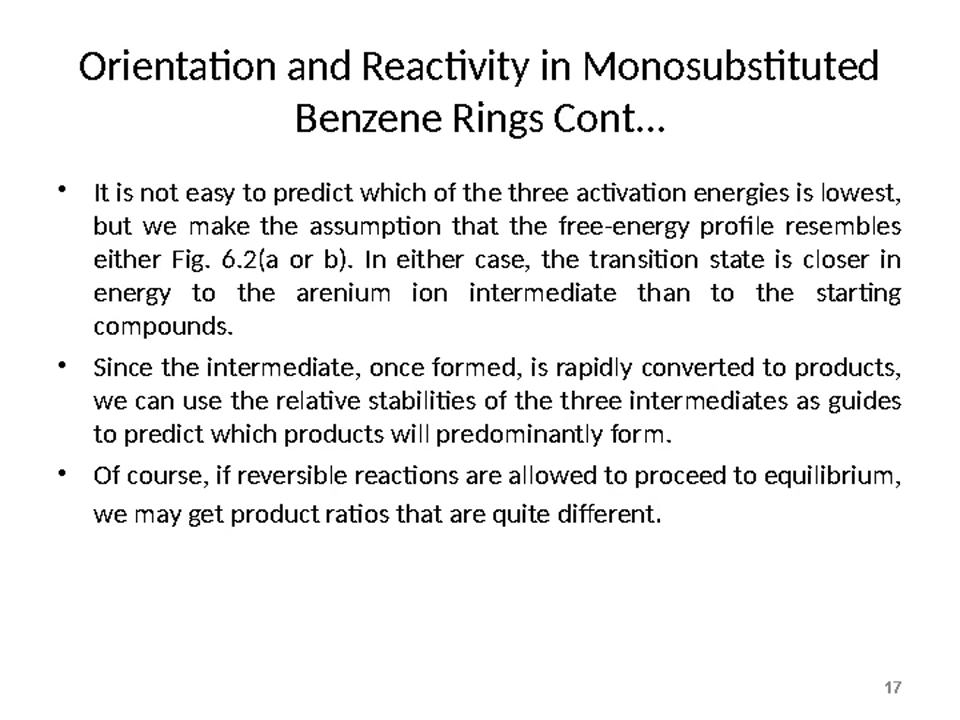 Orientation and Reactivity in Monosubstituted
Benzene Rings Cont...
• It is not easy to predict which of the three activation energies is lowest,
but we make the assumption that the free-energy profile resembles
either Fig. 6.2(a or b). In either case, the transition state is closer in
energy to the arenium ion intermediate than to the starting
compounds.
• Since the intermediate, once formed, is rapidly converted to products,
we can use the relative stabilities of the three intermediates as guides
to predict which products will predominantly form.
• Of course, if reversible reactions are allowed to proceed to equilibrium,
we may get product ratios that are quite different.
17